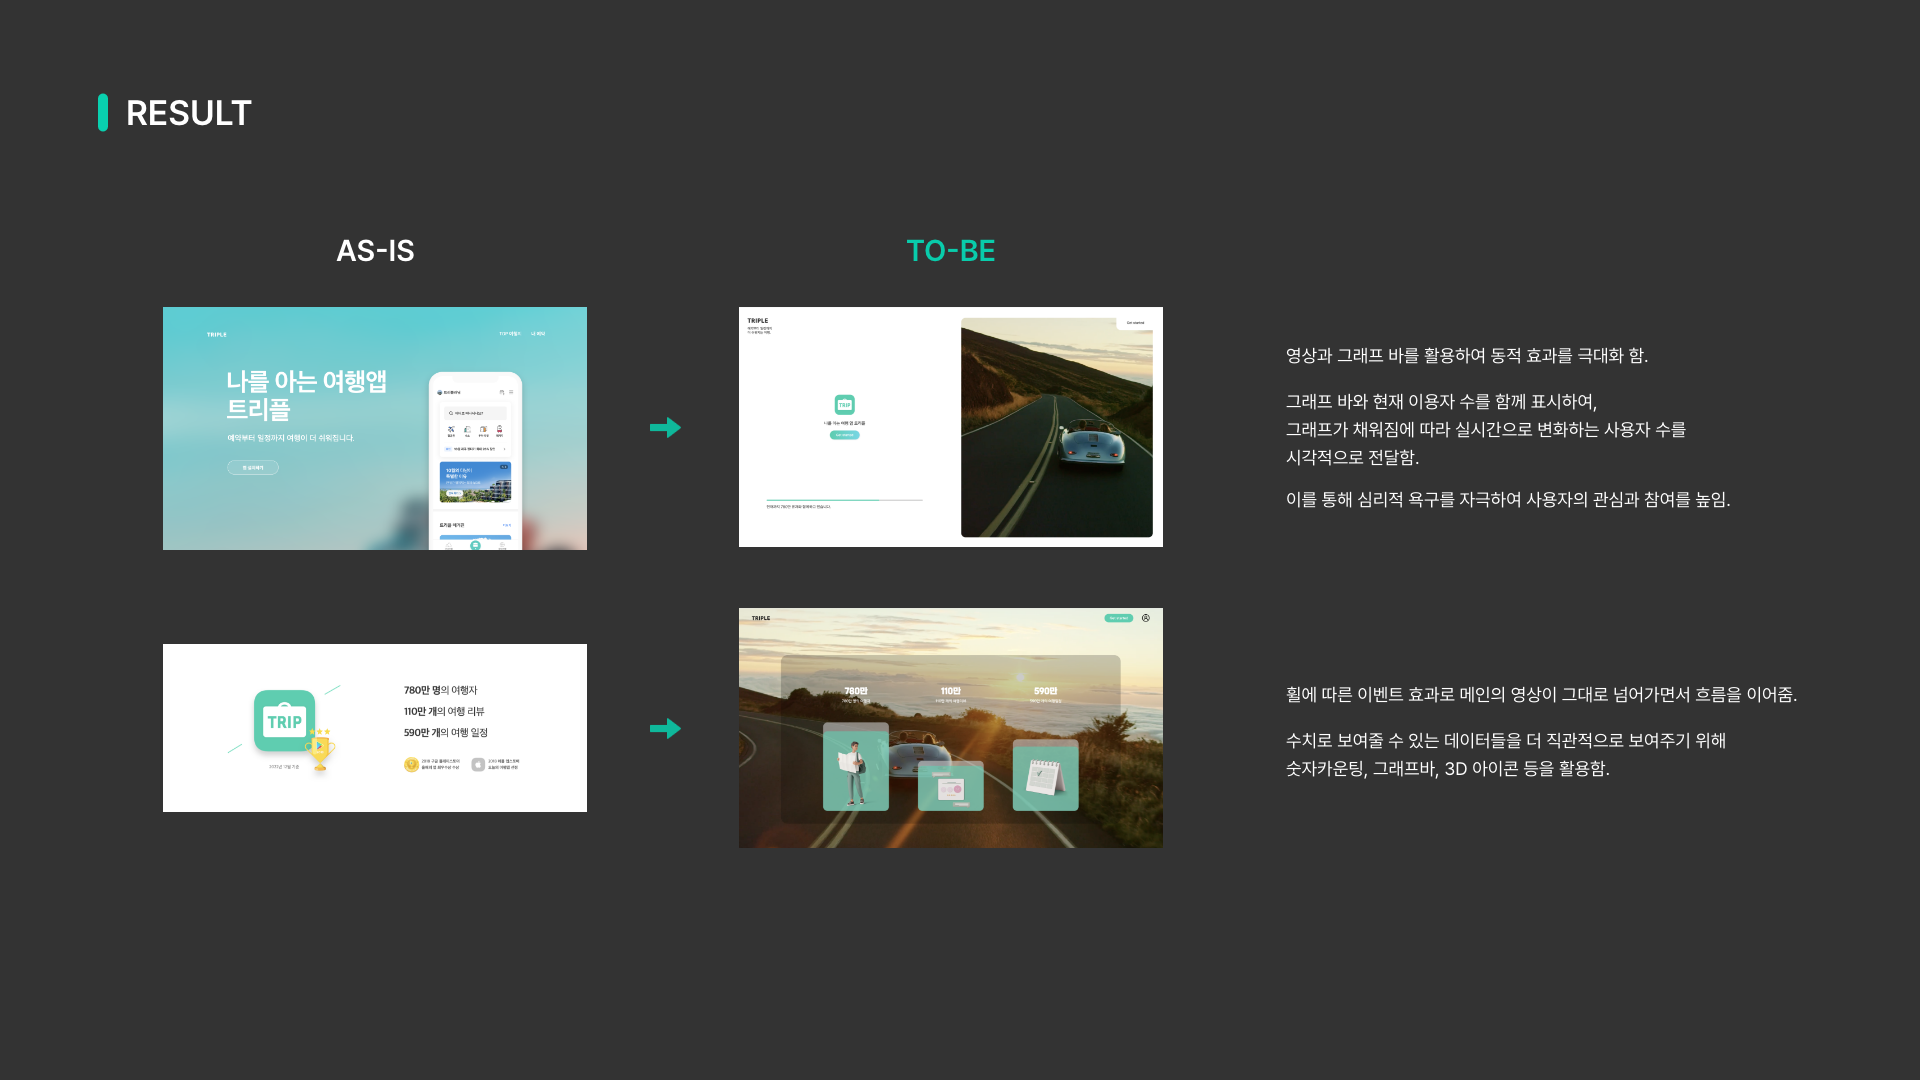 RESULT
AS-IS
TO-BE
TRIPLE
나를 아는 여행앱
트리플
예약부터 일정까지 여행이 더 쉬워집니다.
TRIPLE
Get started
TRIP
나를 아는 여행 앱 트리플
영상과 그래프 바를 활용하여 동적 효과를 극대화 함.
그래프 바와 현재 이용자 수를 함께 표시하여,
그래프가 채워짐에 따라 실시간으로 변화하는 사용자 수를
시각적으로 전달함.
이를 통해 심리적 욕구를 자극하여 사용자의 관심과 참여를 높임.
TRIP
780만 명의 여행자
110만 개의 여행 리뷰
590만 개의 여행 일정
TRIPLE
780만
110만
590만
휠에 따른 이벤트 효과로 메인의 영상이 그대로 넘어가면서 흐름을 이어줌.
수치로 보여줄 수 있는 데이터들을 더 직관적으로 보여주기 위해
숫자카운팅, 그래프바, 3D 아이콘 등을 활용함.